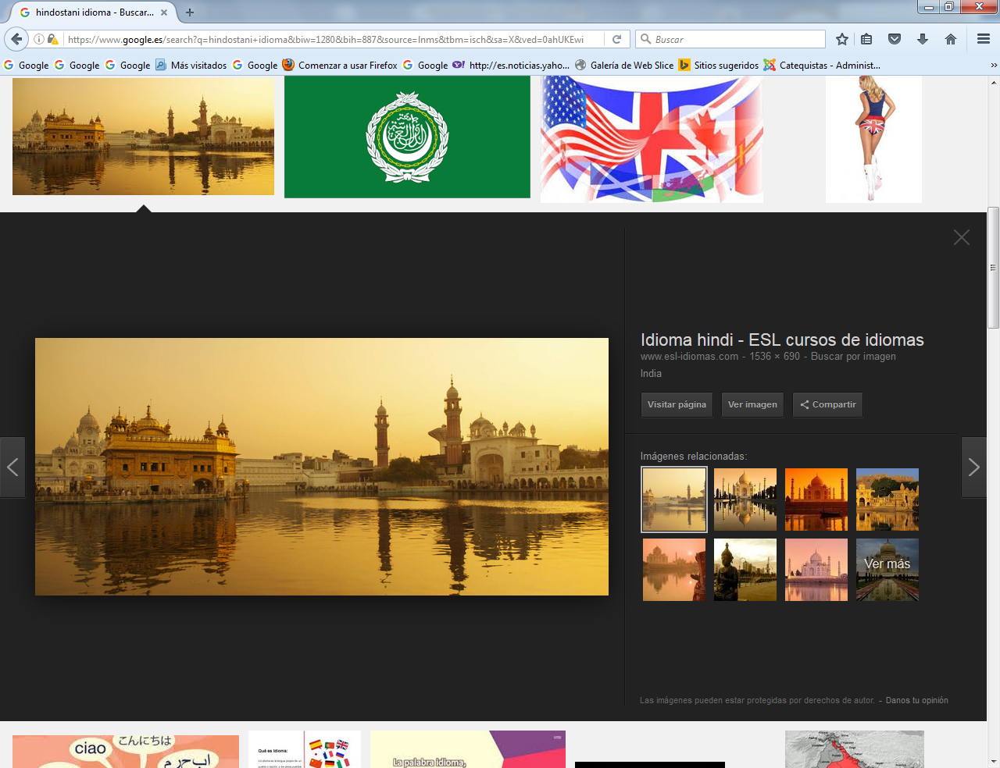 hindostani idioma - Buscar...
https://www.google.es/search?q=hindostani+idioma&biw=1280&bih=887&source=lnms&tbm=isch&sa=X&ved=0ahUKEwi
Buscar
Google Google Google Más visitados Google Comenzar a usar Firefox Google http://es.noticias.yaho... Galería de Web Slice Sitios sugeridos Catequistas - Administ...
Idioma hindi - ESL cursos de idiomas
www.esl-idiomas.com - 1536 × 690 - Buscar por imagen
India
Visitar página Ver imagen Compartir
Imágenes relacionadas:
Ver más
Las imágenes pueden estar protegidas por derechos de autor. - Danos tu opinión
ciao
こんにちは
Qué es Idioma:
La palabra idioma,